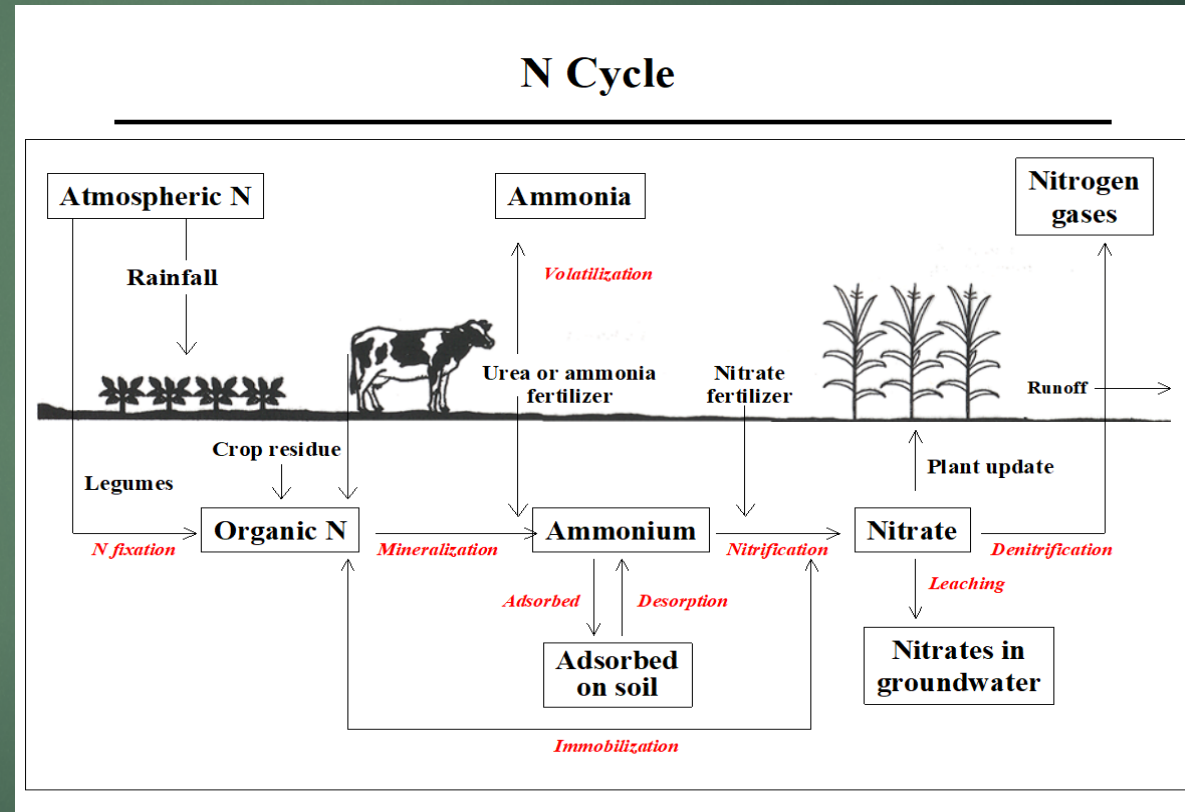 N Cycle
Atmospheric N
Ammonia
Nitrogen
gases
Rainfall
Volatilization
Urea or ammonia
fertilizer
Nitrate
fertilizer
Runoff
Crop residue
Legumes
Plant update
Organic N
Ammonium
Nitrate
N fixation
Mineralization
Nitrification
Denitrification
Adsorbed
Desorption
Leaching
Adsorbed
on soil
Nitrates in
groundwater
Immobilization